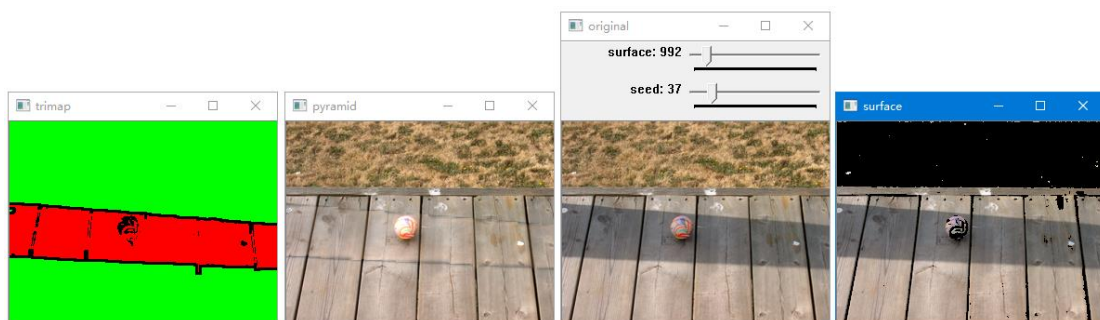 original
surface: 992
seed: 37
trimap
pyramid
surface